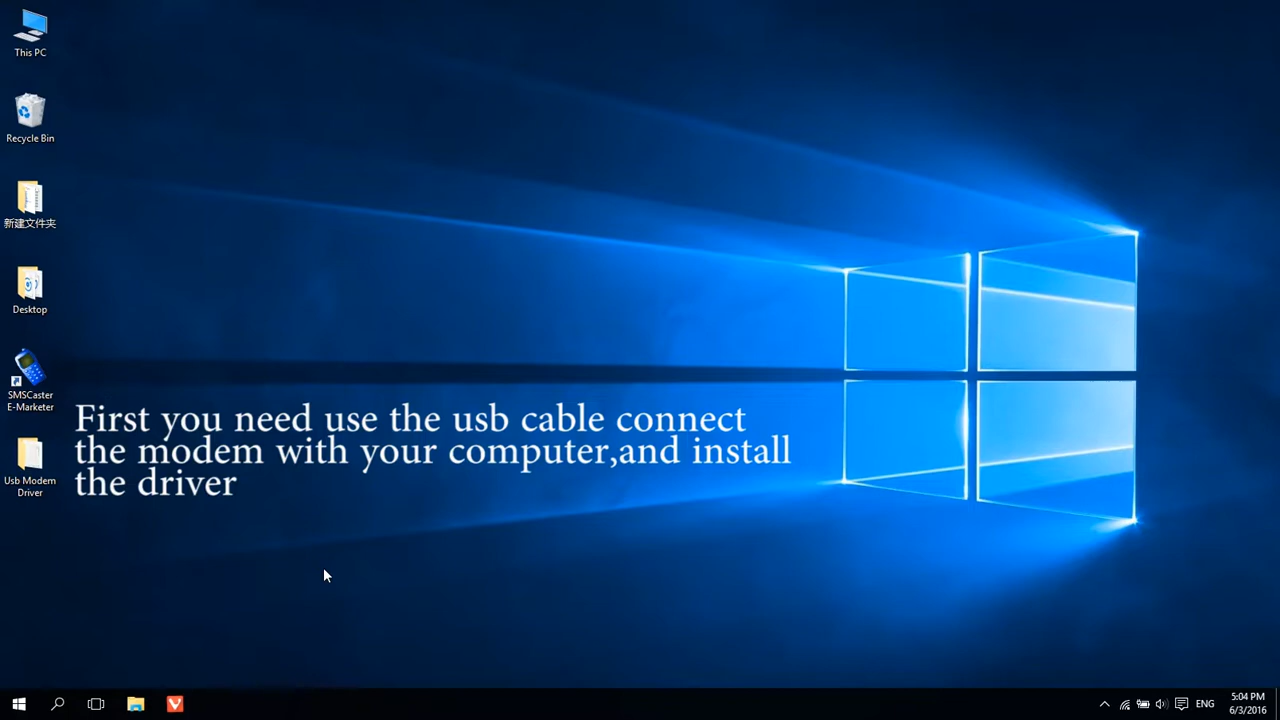 This PC
Recycle Bin
新建文件夹
Desktop
SMSCaster
E-Marketer
Usb Modem
Driver
First you need use the usb cable connect
the modem with your computer,and install
the driver
ENG
5:04 PM
6/3/2016